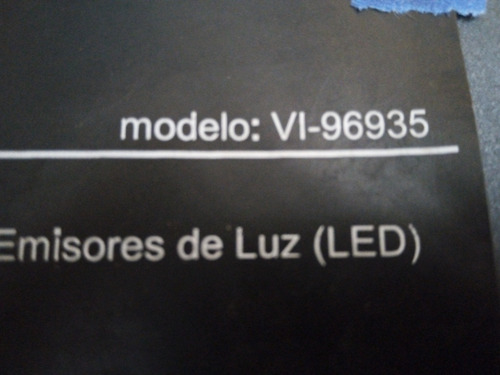 modelo: VI-96935
Emisores de Luz (LED)